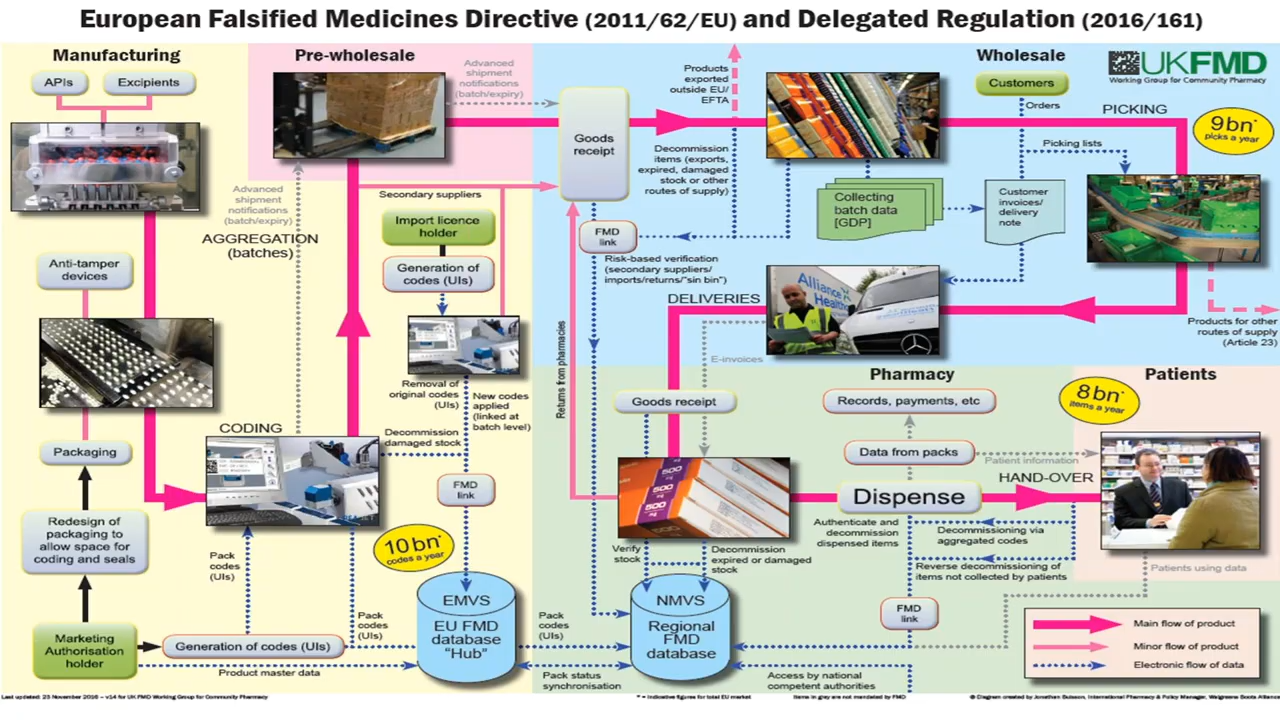 European Falsified Medicines Directive (2011/62/EU) and Delegated Regulation (2016/161)
Manufacturing
APIs
Excipients
Anti-tamper
devices
Packaging
Redesign of
packaging to
allow space for
coding and seals
Marketing
Authorisation
holder
Generation of codes (UIs)
Product master data
Pack
codes
(UIs)
CODING
Pre-wholesale
Advanced
shipment
notifications
(batch/expiry)
Advanced
shipment
notifications
(batch/expiry)
AGGREGATION
(batches)
Secondary suppliers
Import licence
holder
Generation of
codes (UIs)
Removal of
original codes
(UIs)
New codes
applied
(linked at
batch level)
Decommission
damaged stock
FMD
link
10bn*
codes a year
Pack
codes
(UIs)
EMVS
EU FMD
database
"Hub"
Pack
codes
(UIs)
Pack status
synchronisation
Wholesale
UKFMD
Working Group for Community Pharmacy
Goods
receipt
Products
exported
outside EU/
EFTA
Decommission
items (exports,
expired, damaged
stock or other
routes of supply)
FMD
link
Risk-based verification
(secondary suppliers/
imports/returns/"sin bin")
Customers
Orders
PICKING
9bn*
picks a year
Picking lists
Collecting
batch data
[GDP]
Customer
invoices/
delivery
note
Alliance
Healthcare
DELIVERIES
E-invoices
Products for other
routes of supply
(Article 23)
Returns from pharmacies
Pharmacy
Goods receipt
500
500
500
Records, payments, etc
Data from packs
Patient information
Dispense
HAND-OVER
Authenticate and
decommission
dispensed items
Decommissioning via
aggregated codes
Reverse decommissioning of
items not collected by patients
Verify
stock
Decommission
expired or damaged
stock
NMVS
Regional
FMD
database
FMD
link
Access by national
competent authorities
Patients
8bn*
items a year
Patients using data
Main flow of product
Minor flow of product
Electronic flow of data
Last updated: 23 November 2016 – v14 for UK FMD Working Group for Community Pharmacy
* = Indicative figures for total EU market
Items in grey are not mandated by FMD